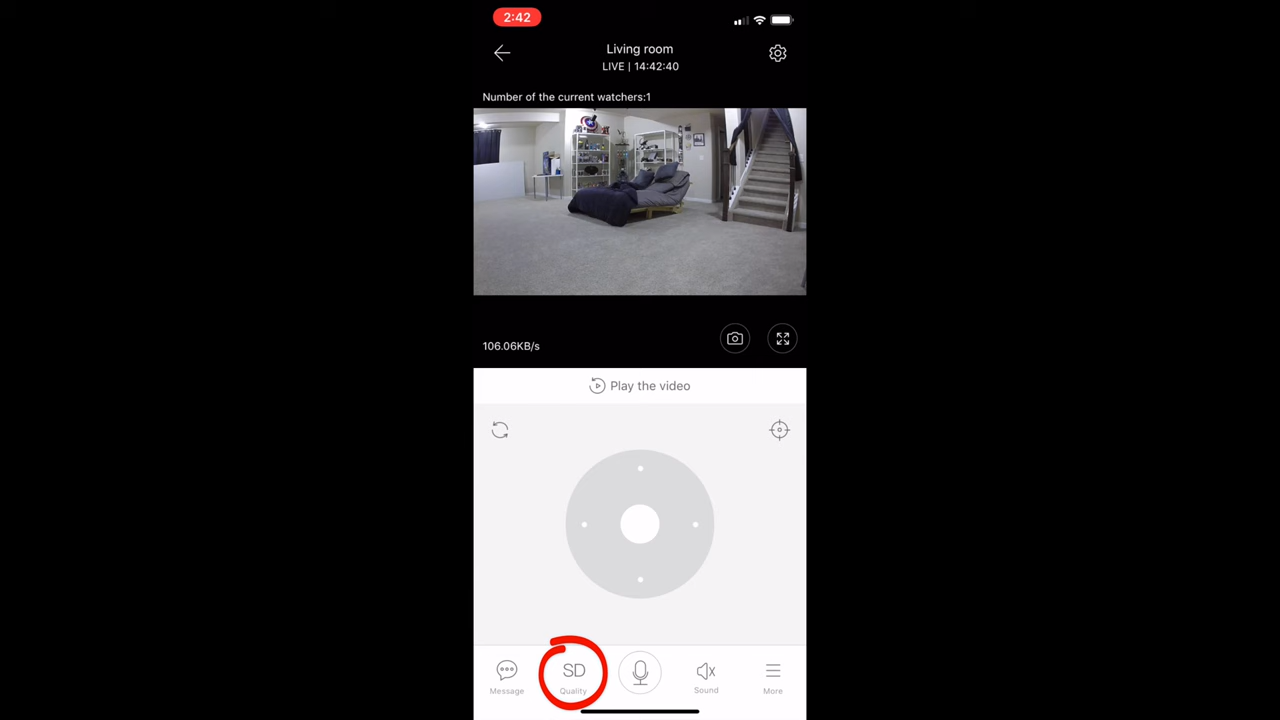 2:42
Living room
LIVE | 14:42:40
Number of the current watchers:1
106.06KB/s
Play the video
SD
Message
Quality
Sound
More